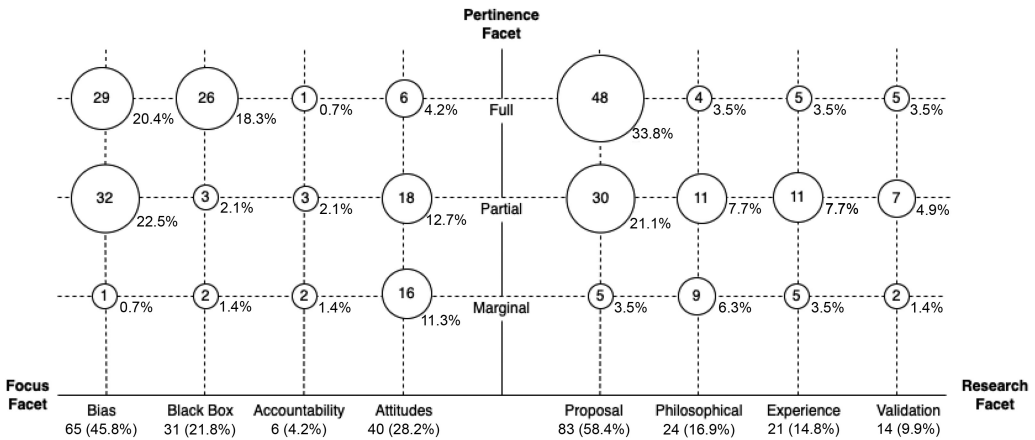 Pertinence
Facet
29 26 1 6 48 4 5 5
20.4% 18.3% 0.7% 4.2% Full 33.8% 3.5% 3.5% 3.5%
32 3 3 18 30 11 11 7
22.5% 2.1% 2.1% 12.7% Partial 21.1% 7.7% 7.7% 4.9%
1 2 2 16 5 9 5 2
0.7% 1.4% 1.4% 11.3% Marginal 3.5% 6.3% 3.5% 1.4%
Focus
Facet
Research
Facet
Bias Black Box Accountability Attitudes Proposal Philosophical Experience Validation
65 (45.8%) 31 (21.8%) 6 (4.2%) 40 (28.2%) 83 (58.4%) 24 (16.9%) 21 (14.8%) 14 (9.9%)